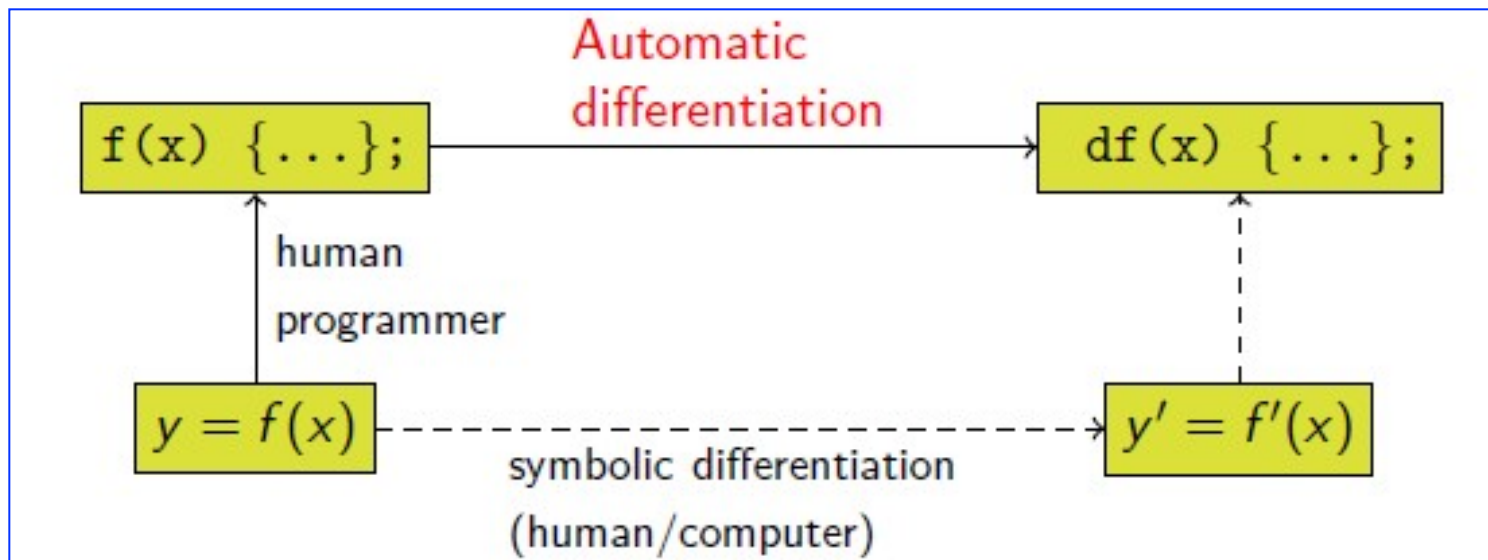 Automatic
differentiation
f(x) {...};
df(x) {...};
human
programmer
y = f(x)
y′ = f′(x)
symbolic differentiation
(human/computer)